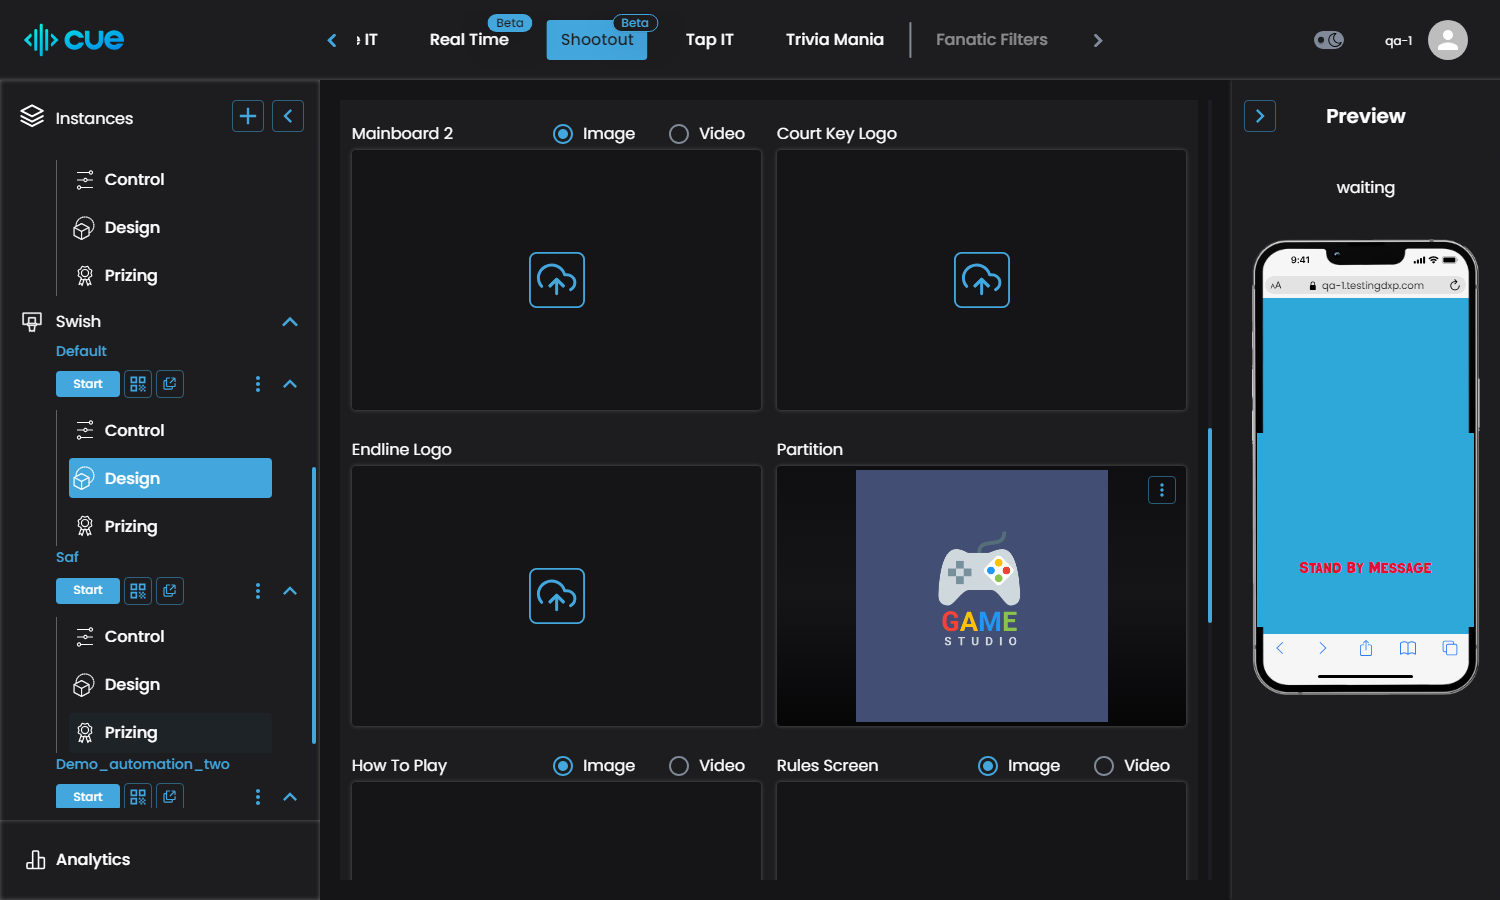 cue
IT
Real Time
Beta
Shootout
Beta
Tap IT
Trivia Mania
Fanatic Filters
qa-1
Instances
Control
Design
Prizing
Swish
Default
Start
Control
Design
Prizing
Saf
Start
Control
Design
Prizing
Demo_automation_two
Start
Analytics
Mainboard 2
Image
Video
Court Key Logo
Endline Logo
Partition
GAME
STUDIO
How To Play
Image
Video
Rules Screen
Image
Video
Preview
waiting
9:41
AA
qa-1.testingdxp.com
Stand By Message